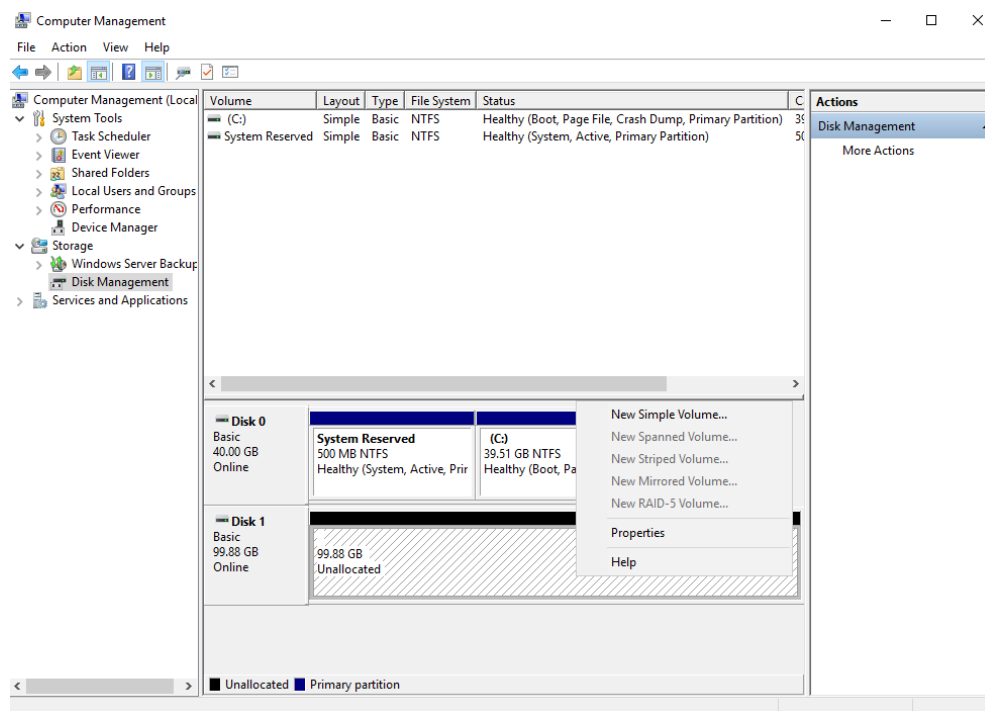 Computer Management
File Action View Help
Computer Management (Local
System Tools
Task Scheduler
Event Viewer
Shared Folders
Local Users and Groups
Performance
Device Manager
Storage
Windows Server Backup
Disk Management
Services and Applications
Volume Layout Type File System Status C
(C:) Simple Basic NTFS Healthy (Boot, Page File, Crash Dump, Primary Partition) 39
System Reserved Simple Basic NTFS Healthy (System, Active, Primary Partition) 50
Disk 0
Basic
40.00 GB
Online
System Reserved
500 MB NTFS
Healthy (System, Active, Prir
(C:)
39.51 GB NTFS
Healthy (Boot, Pa
Disk 1
Basic
99.88 GB
Online
99.88 GB
Unallocated
New Simple Volume...
New Spanned Volume...
New Striped Volume...
New Mirrored Volume...
New RAID-5 Volume...
Properties
Help
Unallocated Primary partition
Actions
Disk Management
More Actions